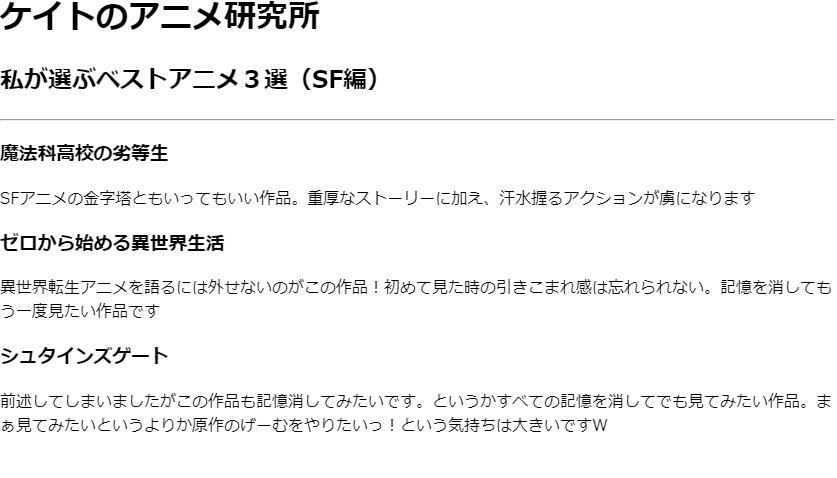 ケイトのアニメ研究所
私が選ぶベストアニメ３選（SF編）
魔法科高校の劣等生
SFアニメの金字塔ともいってもいい作品。重厚なストーリーに加え、汗水握るアクションが虜になります
ゼロから始める異世界生活
異世界転生アニメを語るには外せないのがこの作品！初めて見た時の引きこまれ感は忘れられない。記憶を消しても
う一度見たい作品です
シュタインズゲート
前述してしまいましたがこの作品も記憶消してみたいです。というかすべての記憶を消してでも見てみたい作品。ま
ぁ見てみたいというよりか原作のげーむをやりたいっ！という気持ちは大きいですW